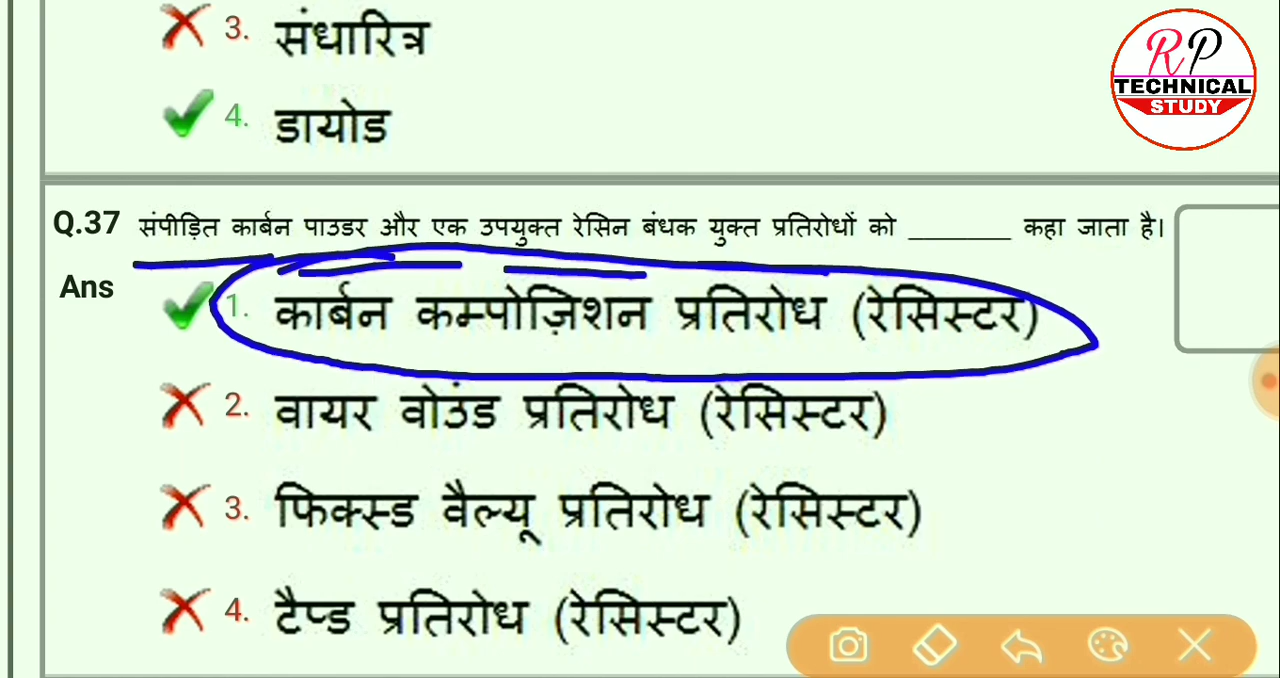 3. संधारित्र
RP
TECHNICAL
STUDY
4. डायोड
Q.37 संपीड़ित कार्बन पाउडर और एक उपयुक्त रेसिन बंधक युक्त प्रतिरोधों को ________ कहा जाता है।
Ans
1. कार्बन कम्पोज़िशन प्रतिरोध (रेसिस्टर)
2. वायर वोउंड प्रतिरोध (रेसिस्टर)
3. फिक्स्ड वैल्यू प्रतिरोध (रेसिस्टर)
4. टैप्ड प्रतिरोध (रेसिस्टर)